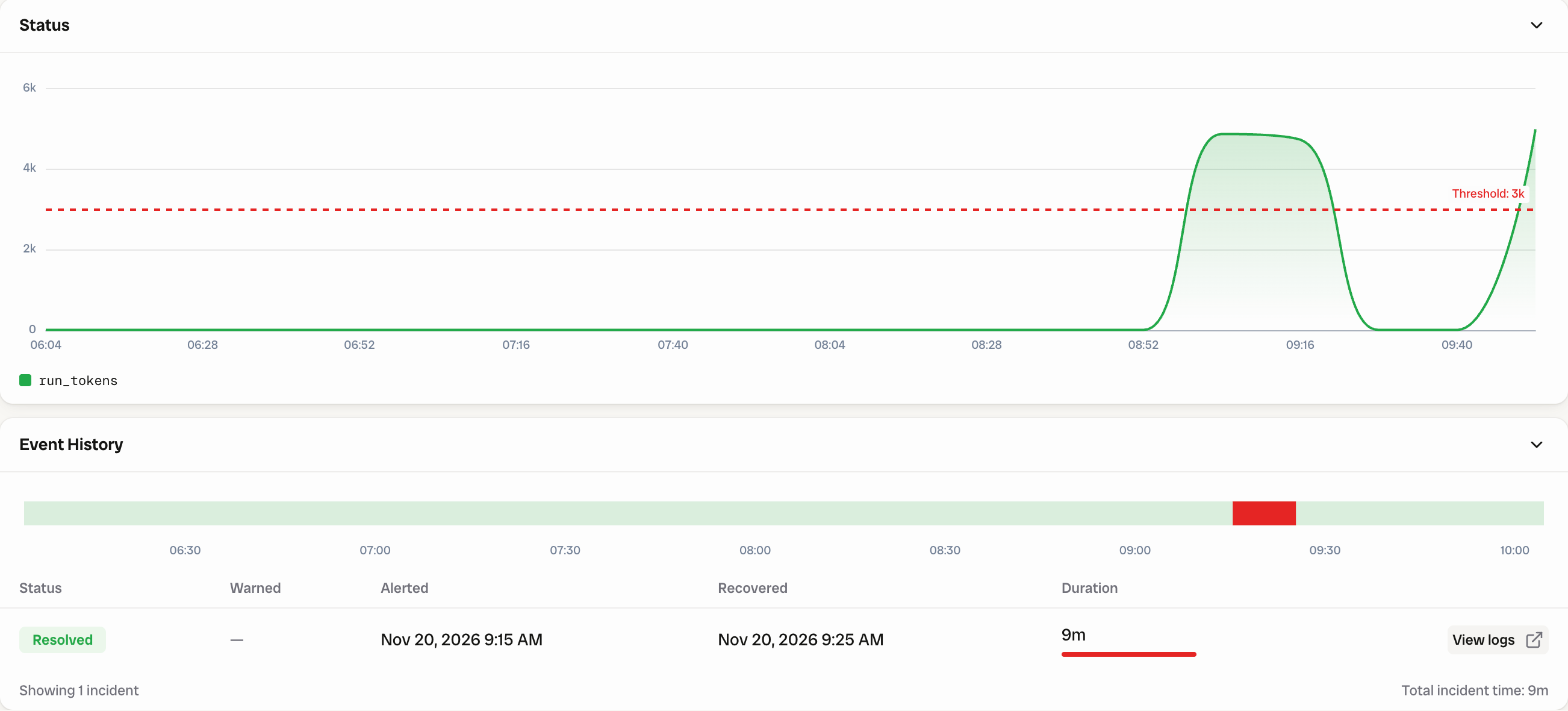 Status
6k
4k
Threshold: 3k
2k
0
06:04 06:28 06:52 07:16 07:40 08:04 08:28 08:52 09:16 09:40
run_tokens
Event History
06:30 07:00 07:30 08:00 08:30 09:00 09:30 10:00
Status Warned Alerted Recovered Duration
Resolved — Nov 20, 2026 9:15 AM Nov 20, 2026 9:25 AM 9m View logs
Showing 1 incident Total incident time: 9m